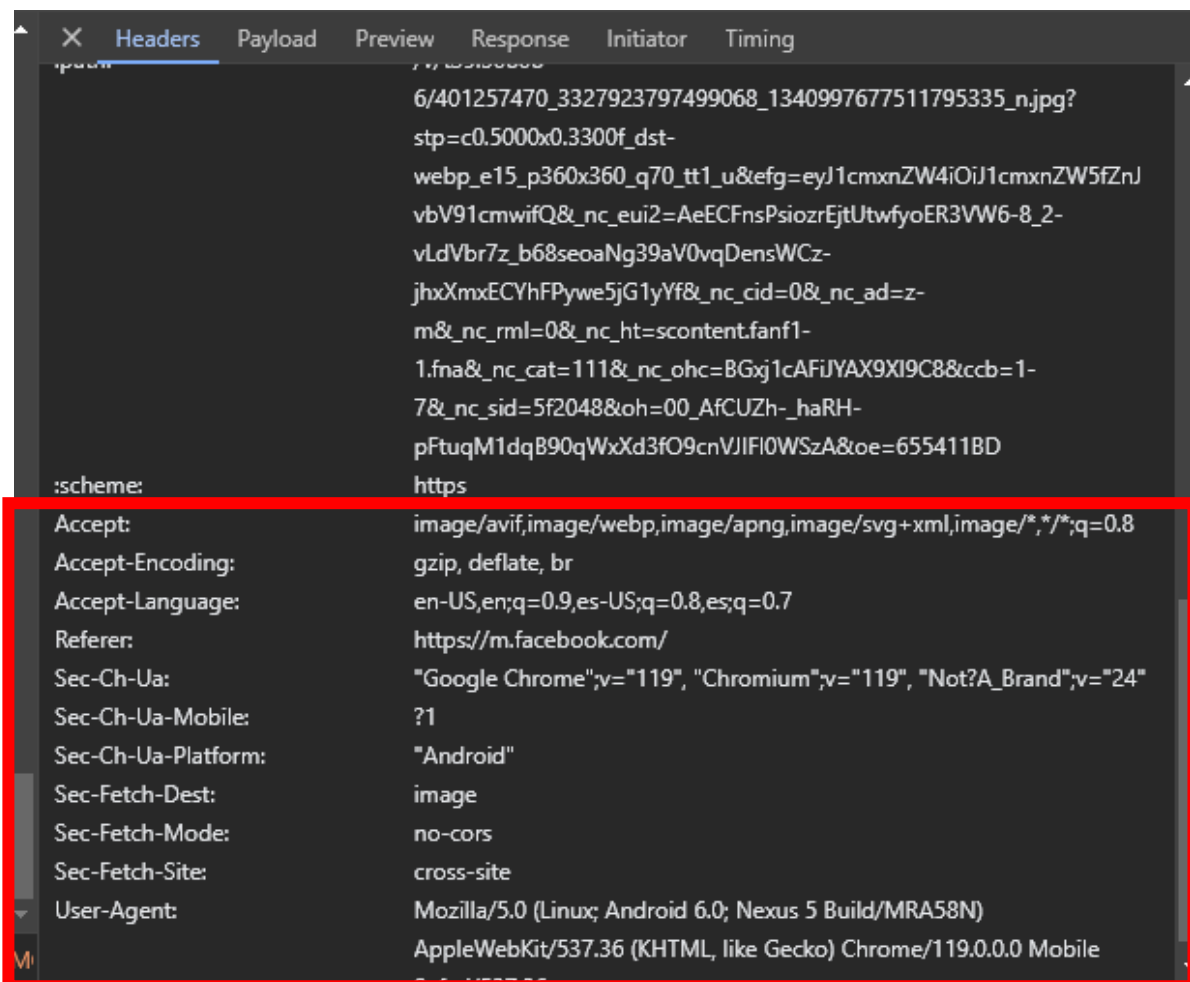 Headers Payload Preview Response Initiator Timing
6/401257470_3327923797499068_1340997677511795335_n.jpg?
stp=c0.5000x0.3300f_dst-
webp_e15_p360x360_q70_tt1_u&efg=eyJ1cmxnZW4iOiJ1cmxnZW5fZnJ
vbV91cmwifQ&_nc_eui2=AeECFnsPsiozrEjtUtwfyoER3VW6-8_2-
vLdVbr7z_b68seoaNg39aV0vqDensWCz-
jhxXmxECYhFPywe5jG1yYf&_nc_cid=0&_nc_ad=z-
m&_nc_rml=0&_nc_ht=scontent.fanf1-
1.fna&_nc_cat=111&_nc_ohc=BGxj1cAFiJYAX9XI9C8&ccb=1-
7&_nc_sid=5f2048&oh=00_AfCUZh-_haRH-
pFtuqM1dqB90qWxXd3fO9cnVJIFI0WSzA&oe=655411BD
:scheme: https
Accept: image/avif,image/webp,image/apng,image/svg+xml,image/*,*/*;q=0.8
Accept-Encoding: gzip, deflate, br
Accept-Language: en-US,en;q=0.9,es-US;q=0.8,es;q=0.7
Referer: https://m.facebook.com/
Sec-Ch-Ua: "Google Chrome";v="119", "Chromium";v="119", "Not?A_Brand";v="24"
Sec-Ch-Ua-Mobile: ?1
Sec-Ch-Ua-Platform: "Android"
Sec-Fetch-Dest: image
Sec-Fetch-Mode: no-cors
Sec-Fetch-Site: cross-site
User-Agent: Mozilla/5.0 (Linux; Android 6.0; Nexus 5 Build/MRA58N)
AppleWebKit/537.36 (KHTML, like Gecko) Chrome/119.0.0.0 Mobile